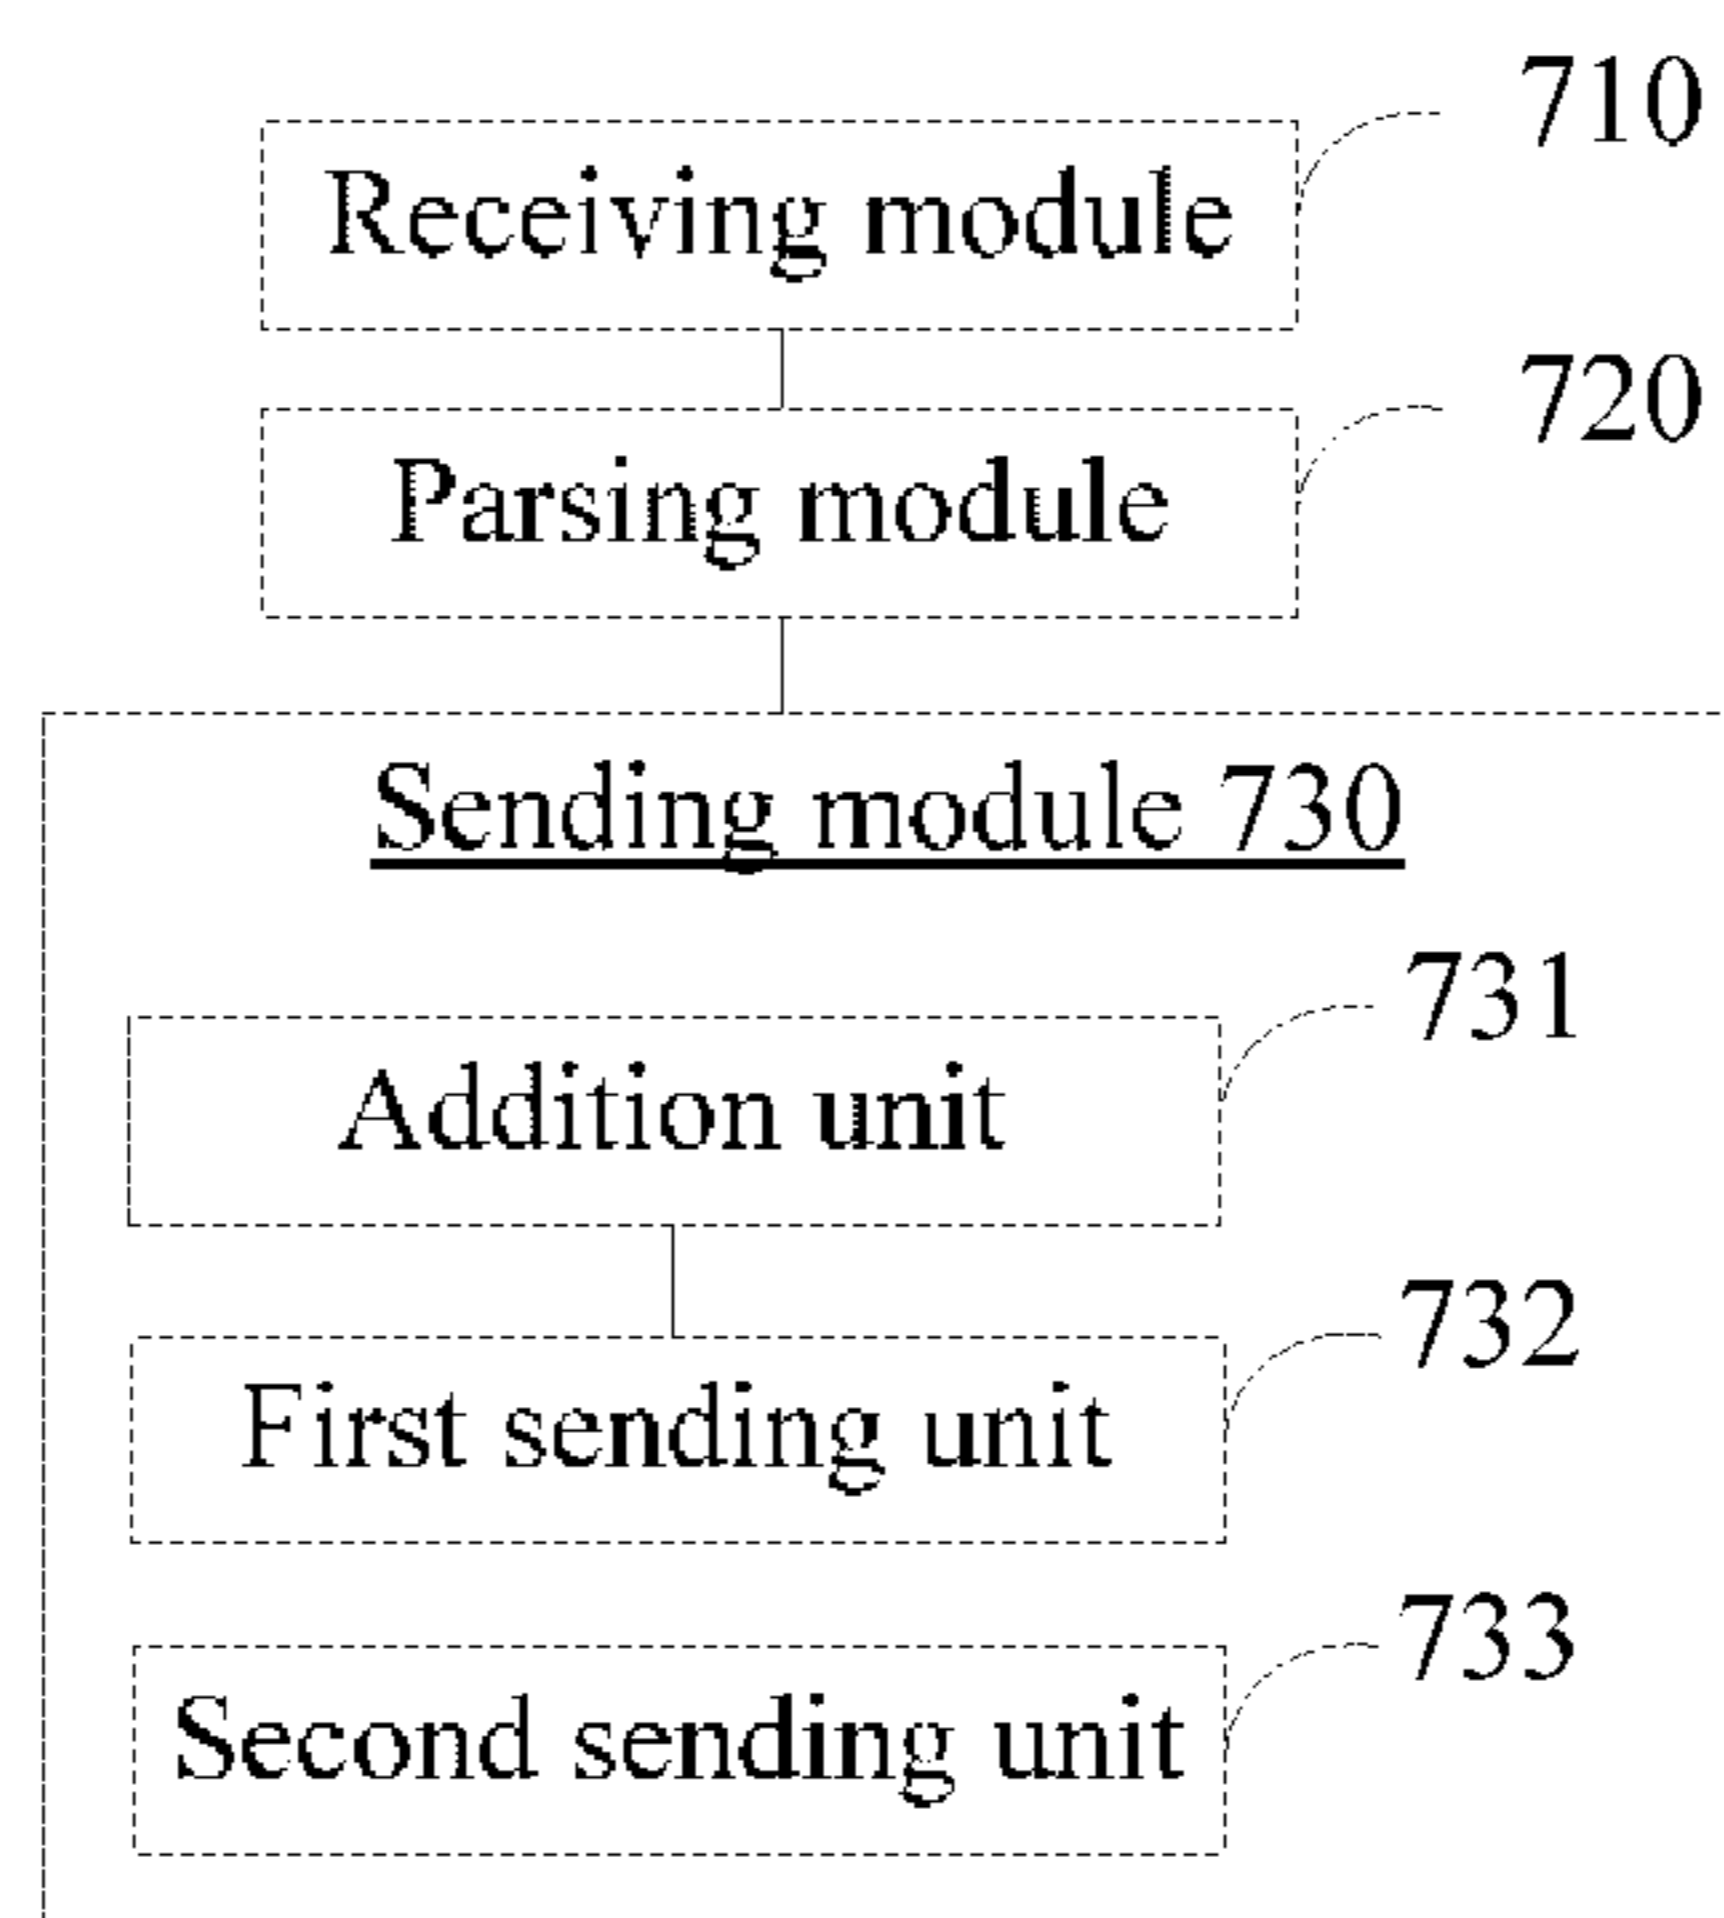 710
Receiving module
720
Parsing module
Sending module 730
731
Addition unit
732
First sending unit
733
Second sending unit